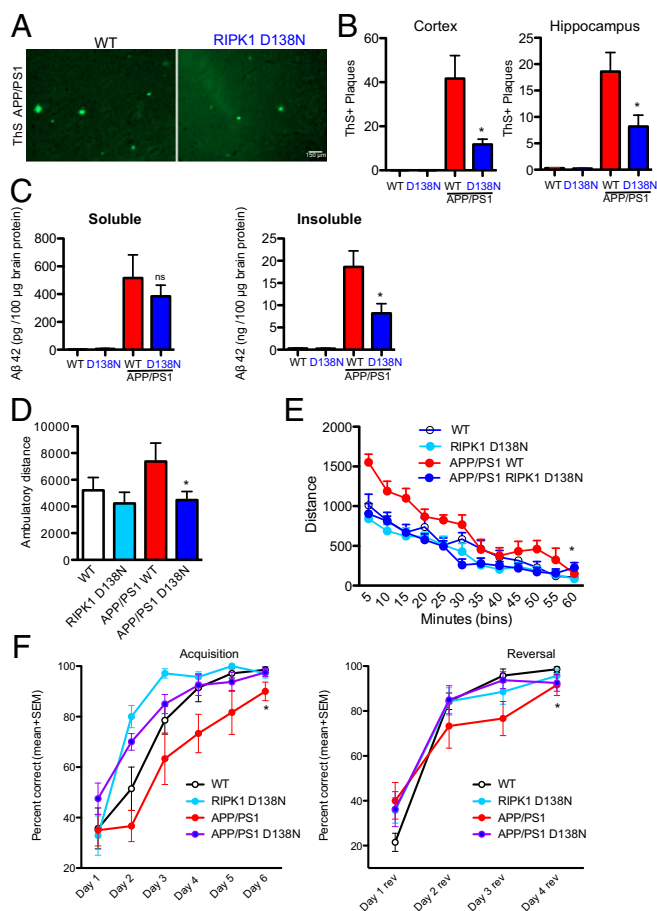 A
WT
RIPK1 D138N
ThS APP/PS1
150 µm
B
Cortex
Hippocampus
ThS+ Plaques
60
40
20
0
*
WT D138N WT D138N
APP/PS1
ThS+ Plaques
25
20
15
10
5
0
*
WT D138N WT D138N
APP/PS1
C
Soluble
Insoluble
Aβ 42 (pg /100 µg brain protein)
800
600
400
200
0
ns
WT D138N WT D138N
APP/PS1
Aβ 42 (ng /100 µg brain protein)
25
20
15
10
5
0
*
WT D138N WT D138N
APP/PS1
D
Ambulatory distance
10000
8000
6000
4000
2000
0
*
WT
RIPK1 D138N
APP/PS1 WT
APP/PS1 D138N
E
WT
RIPK1 D138N
APP/PS1 WT
APP/PS1 RIPK1 D138N
Distance
2000
1500
1000
500
0
*
5 10 15 20 25 30 35 40 45 50 55 60
Minutes (bins)
F
Acquisition
Percent correct (mean+SEM)
100
80
60
40
20
*
WT
RIPK1 D138N
APP/PS1
APP/PS1 D138N
Day 1 Day 2 Day 3 Day 4 Day 5 Day 6
Reversal
Percent correct (mean+SEM)
100
80
60
40
20
*
WT
RIPK1 D138N
APP/PS1
APP/PS1 D138N
Day 1 rev Day 2 rev Day 3 rev Day 4 rev